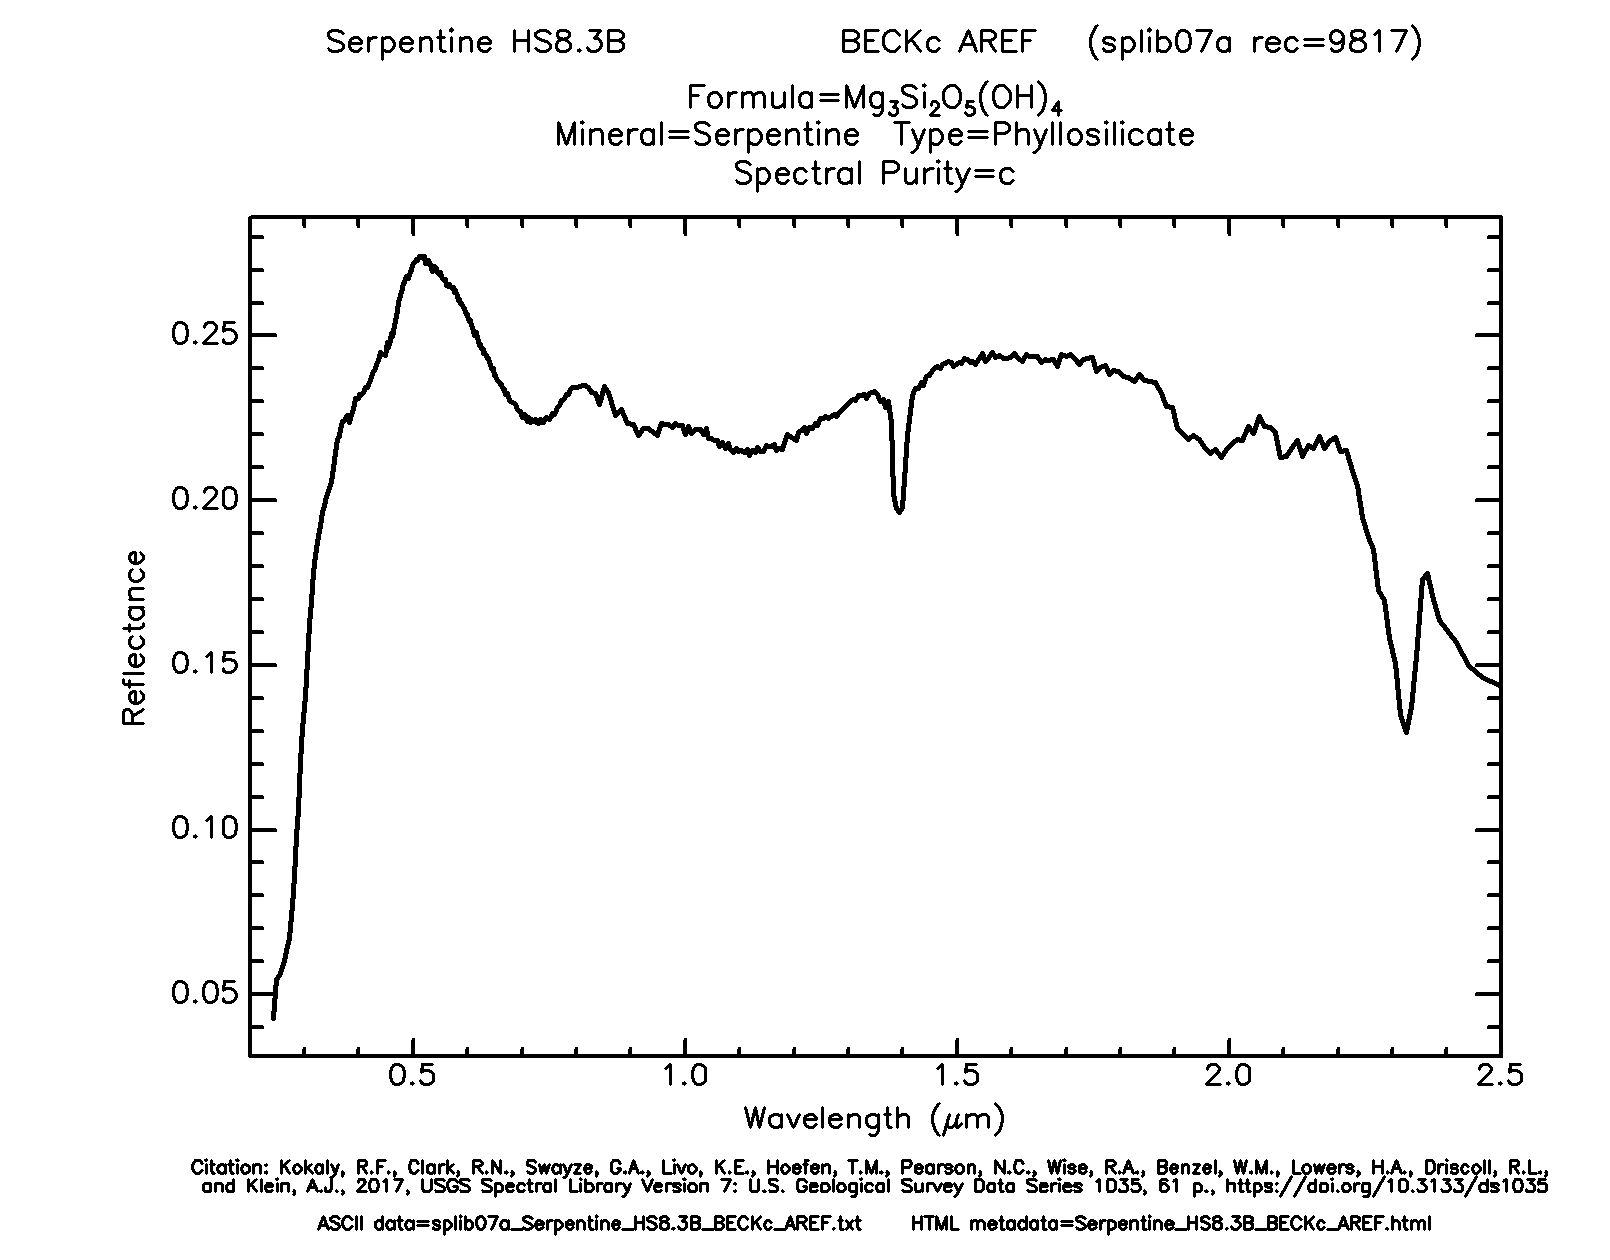 Serpentine HS8.3B BECKc AREF (splib07a rec=9817)
Formula=Mg₃Si₂O₅(OH)₄
Mineral=Serpentine Type=Phyllosilicate
Spectral Purity=c
0.25
0.20
0.15
0.10
0.05
Reflectance
0.5 1.0 1.5 2.0 2.5
Wavelength (μm)
Citation: Kokaly, R.F., Clark, R.N., Swayze, G.A., Livo, K.E., Hoefen, T.M., Pearson, N.C., Wise, R.A., Benzel, W.M., Lowers, H.A., Driscoll, R.L.,
and Klein, A.J., 2017, USGS Spectral Library Version 7: U.S. Geological Survey Data Series 1035, 61 p., https://doi.org/10.3133/ds1035
ASCII data=splib07a_Serpentine_HS8.3B_BECKc_AREF.txt HTML metadata=Serpentine_HS8.3B_BECKc_AREF.html